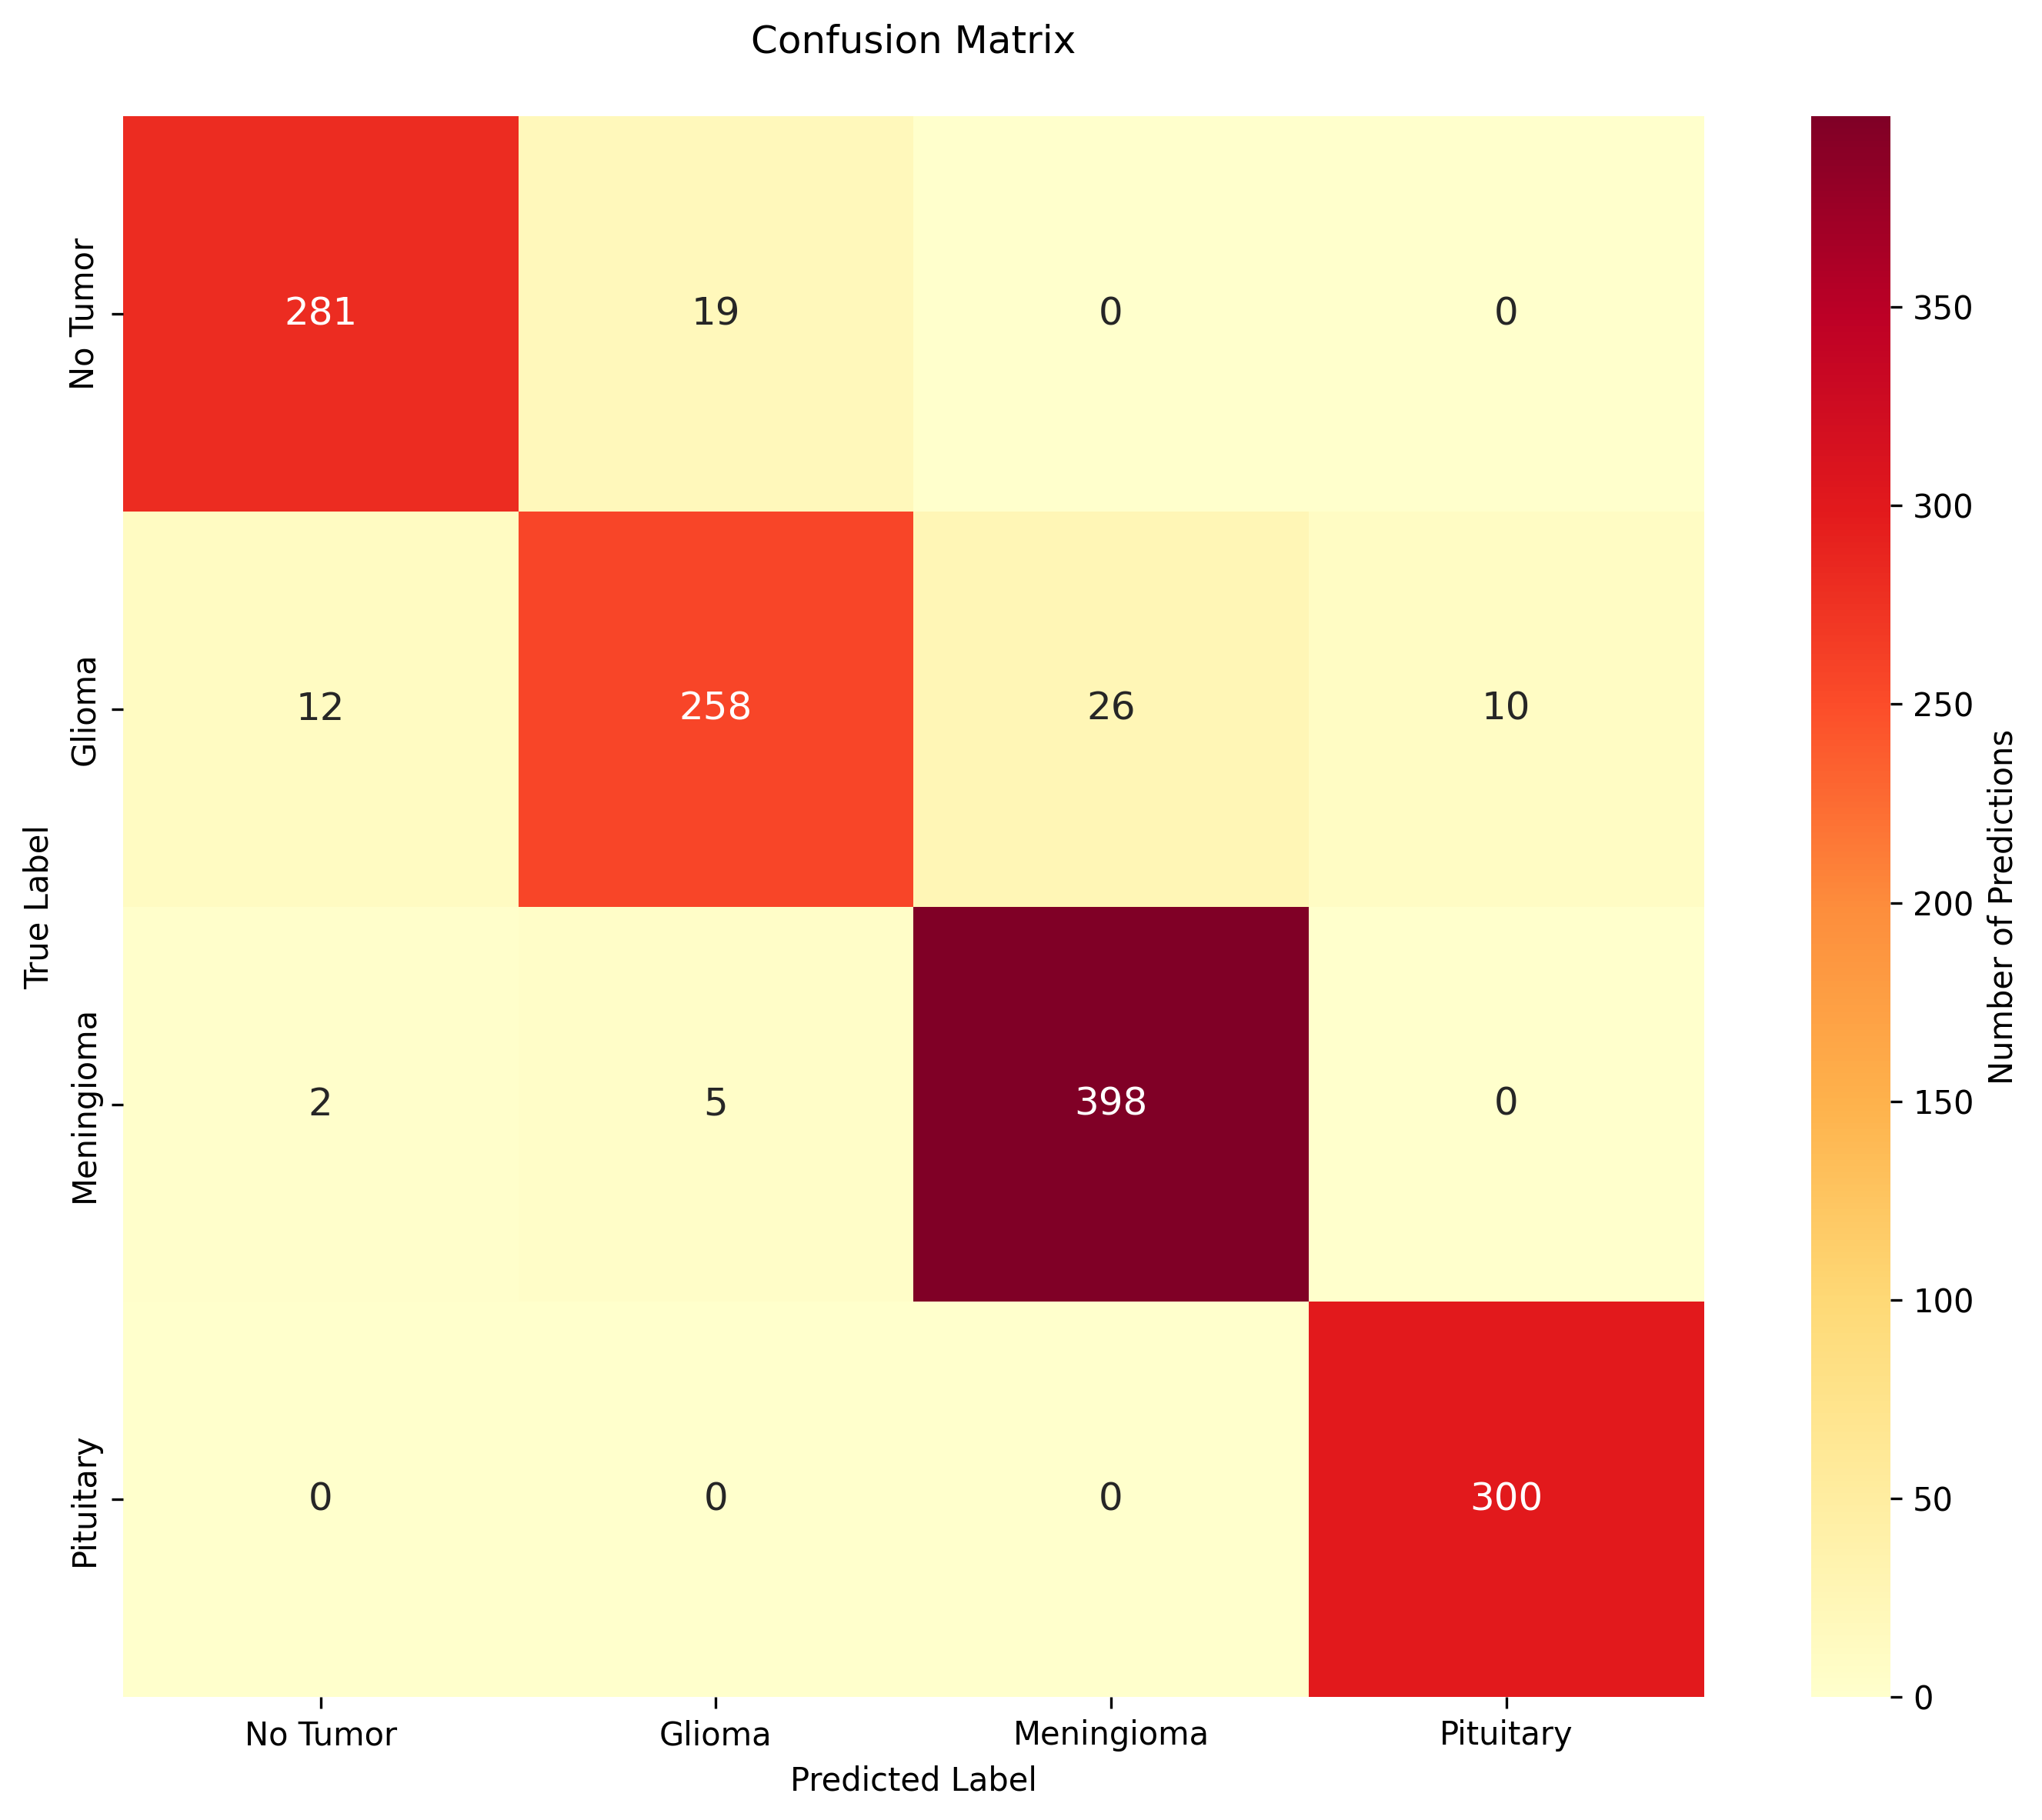 Confusion Matrix
True Label
No Tumor
281 19 0 0
Glioma
12 258 26 10
Meningioma
2 5 398 0
Pituitary
0 0 0 300
No Tumor Glioma Meningioma Pituitary
Predicted Label
350
300
250
200
150
100
50
0
Number of Predictions